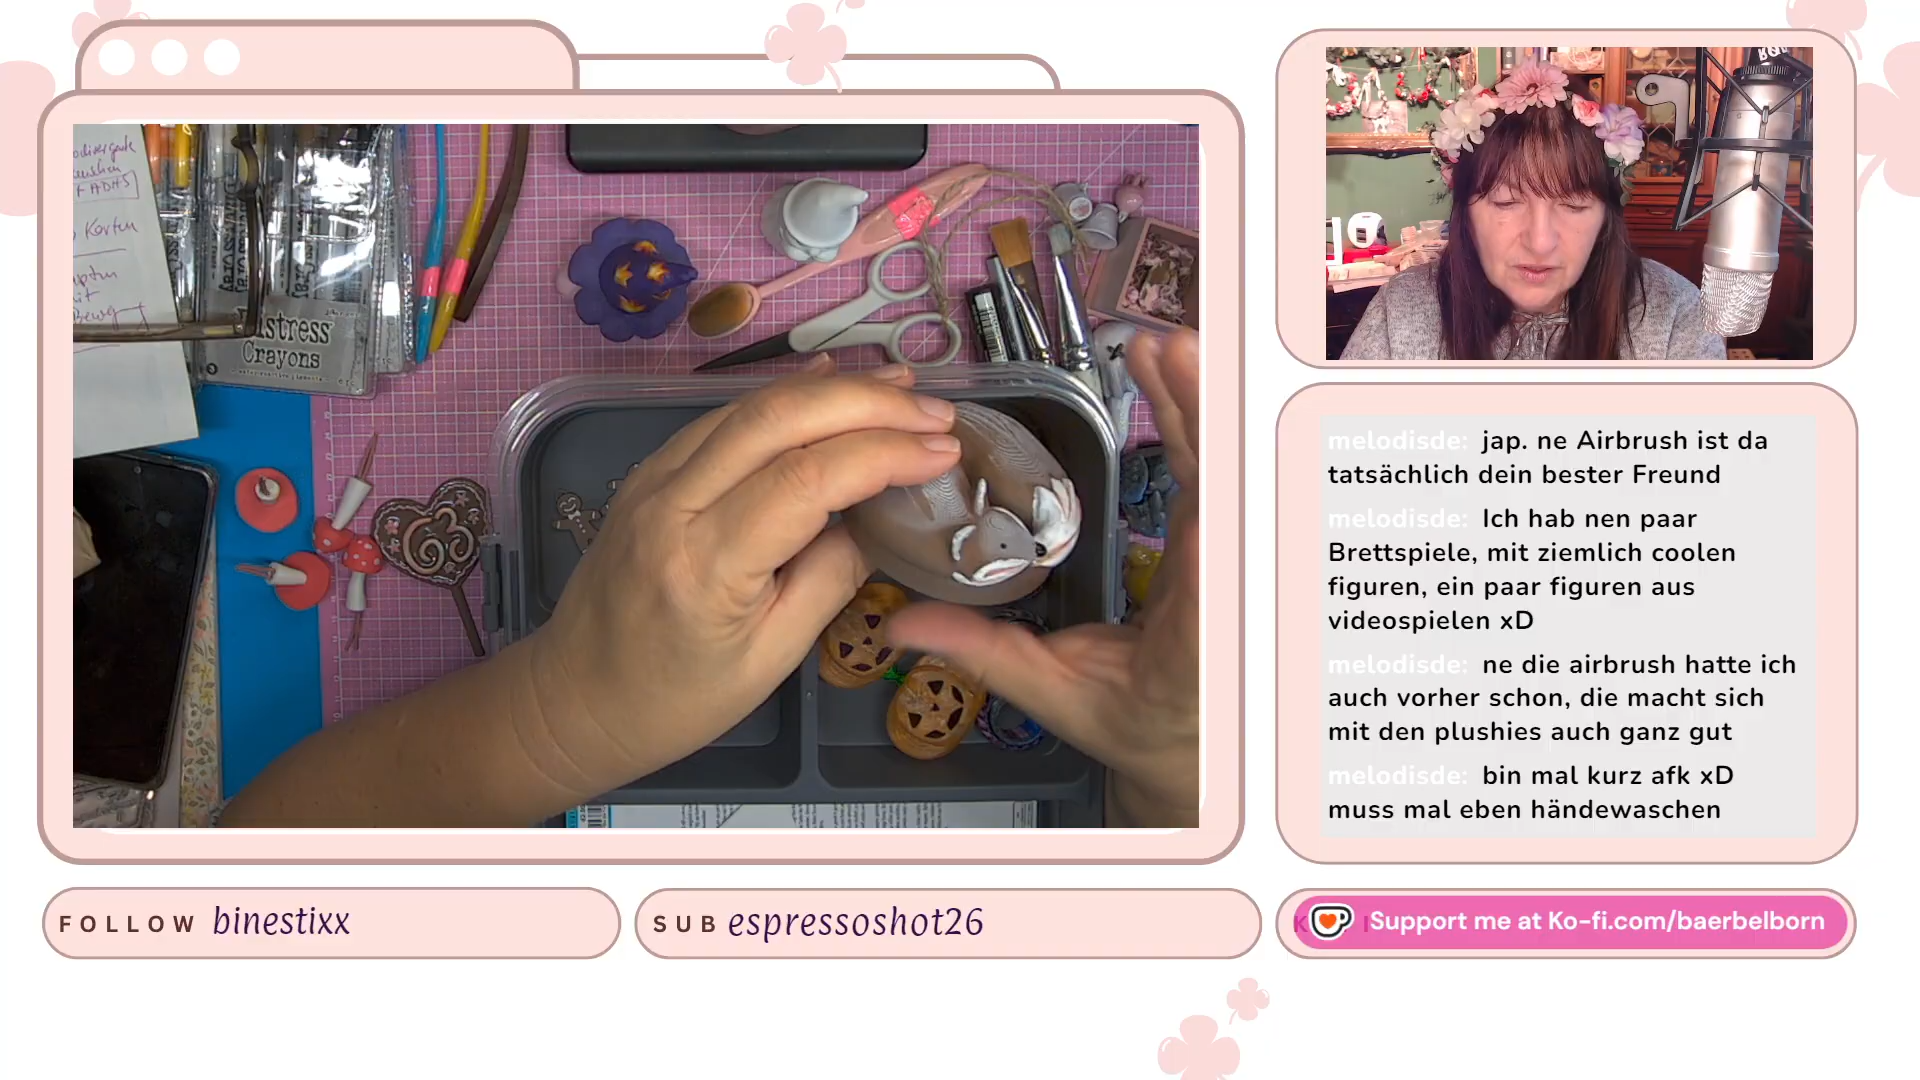 + ADHS
Karten
Distress
Crayons
melodisde: jap. ne Airbrush ist da
tatsächlich dein bester Freund
melodisde: Ich hab nen paar
Brettspiele, mit ziemlich coolen
figuren, ein paar figuren aus
videospielen xD
melodisde: ne die airbrush hatte ich
auch vorher schon, die macht sich
mit den plushies auch ganz gut
melodisde: bin mal kurz afk xD
muss mal eben händewaschen
FOLLOW binestixx
SUB espressoshot26
Support me at Ko-fi.com/baerbelborn